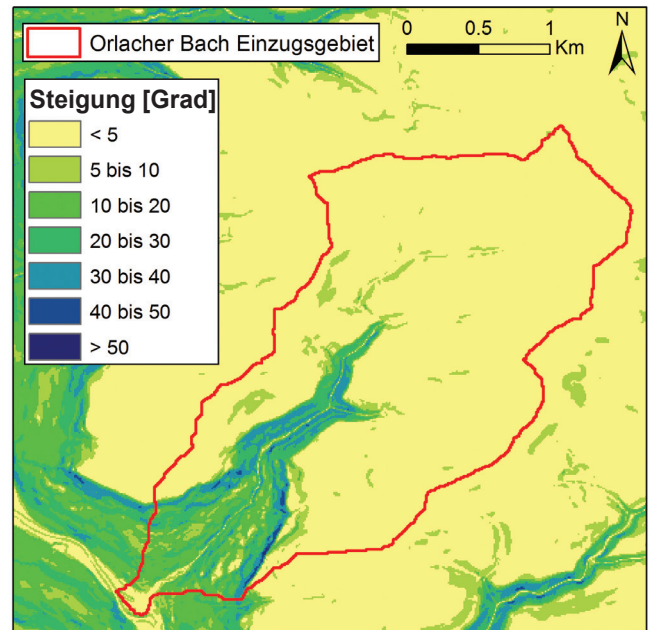 Orlacher Bach Einzugsgebiet
0 0.5 1
Km
N
Steigung [Grad]
< 5
5 bis 10
10 bis 20
20 bis 30
30 bis 40
40 bis 50
> 50